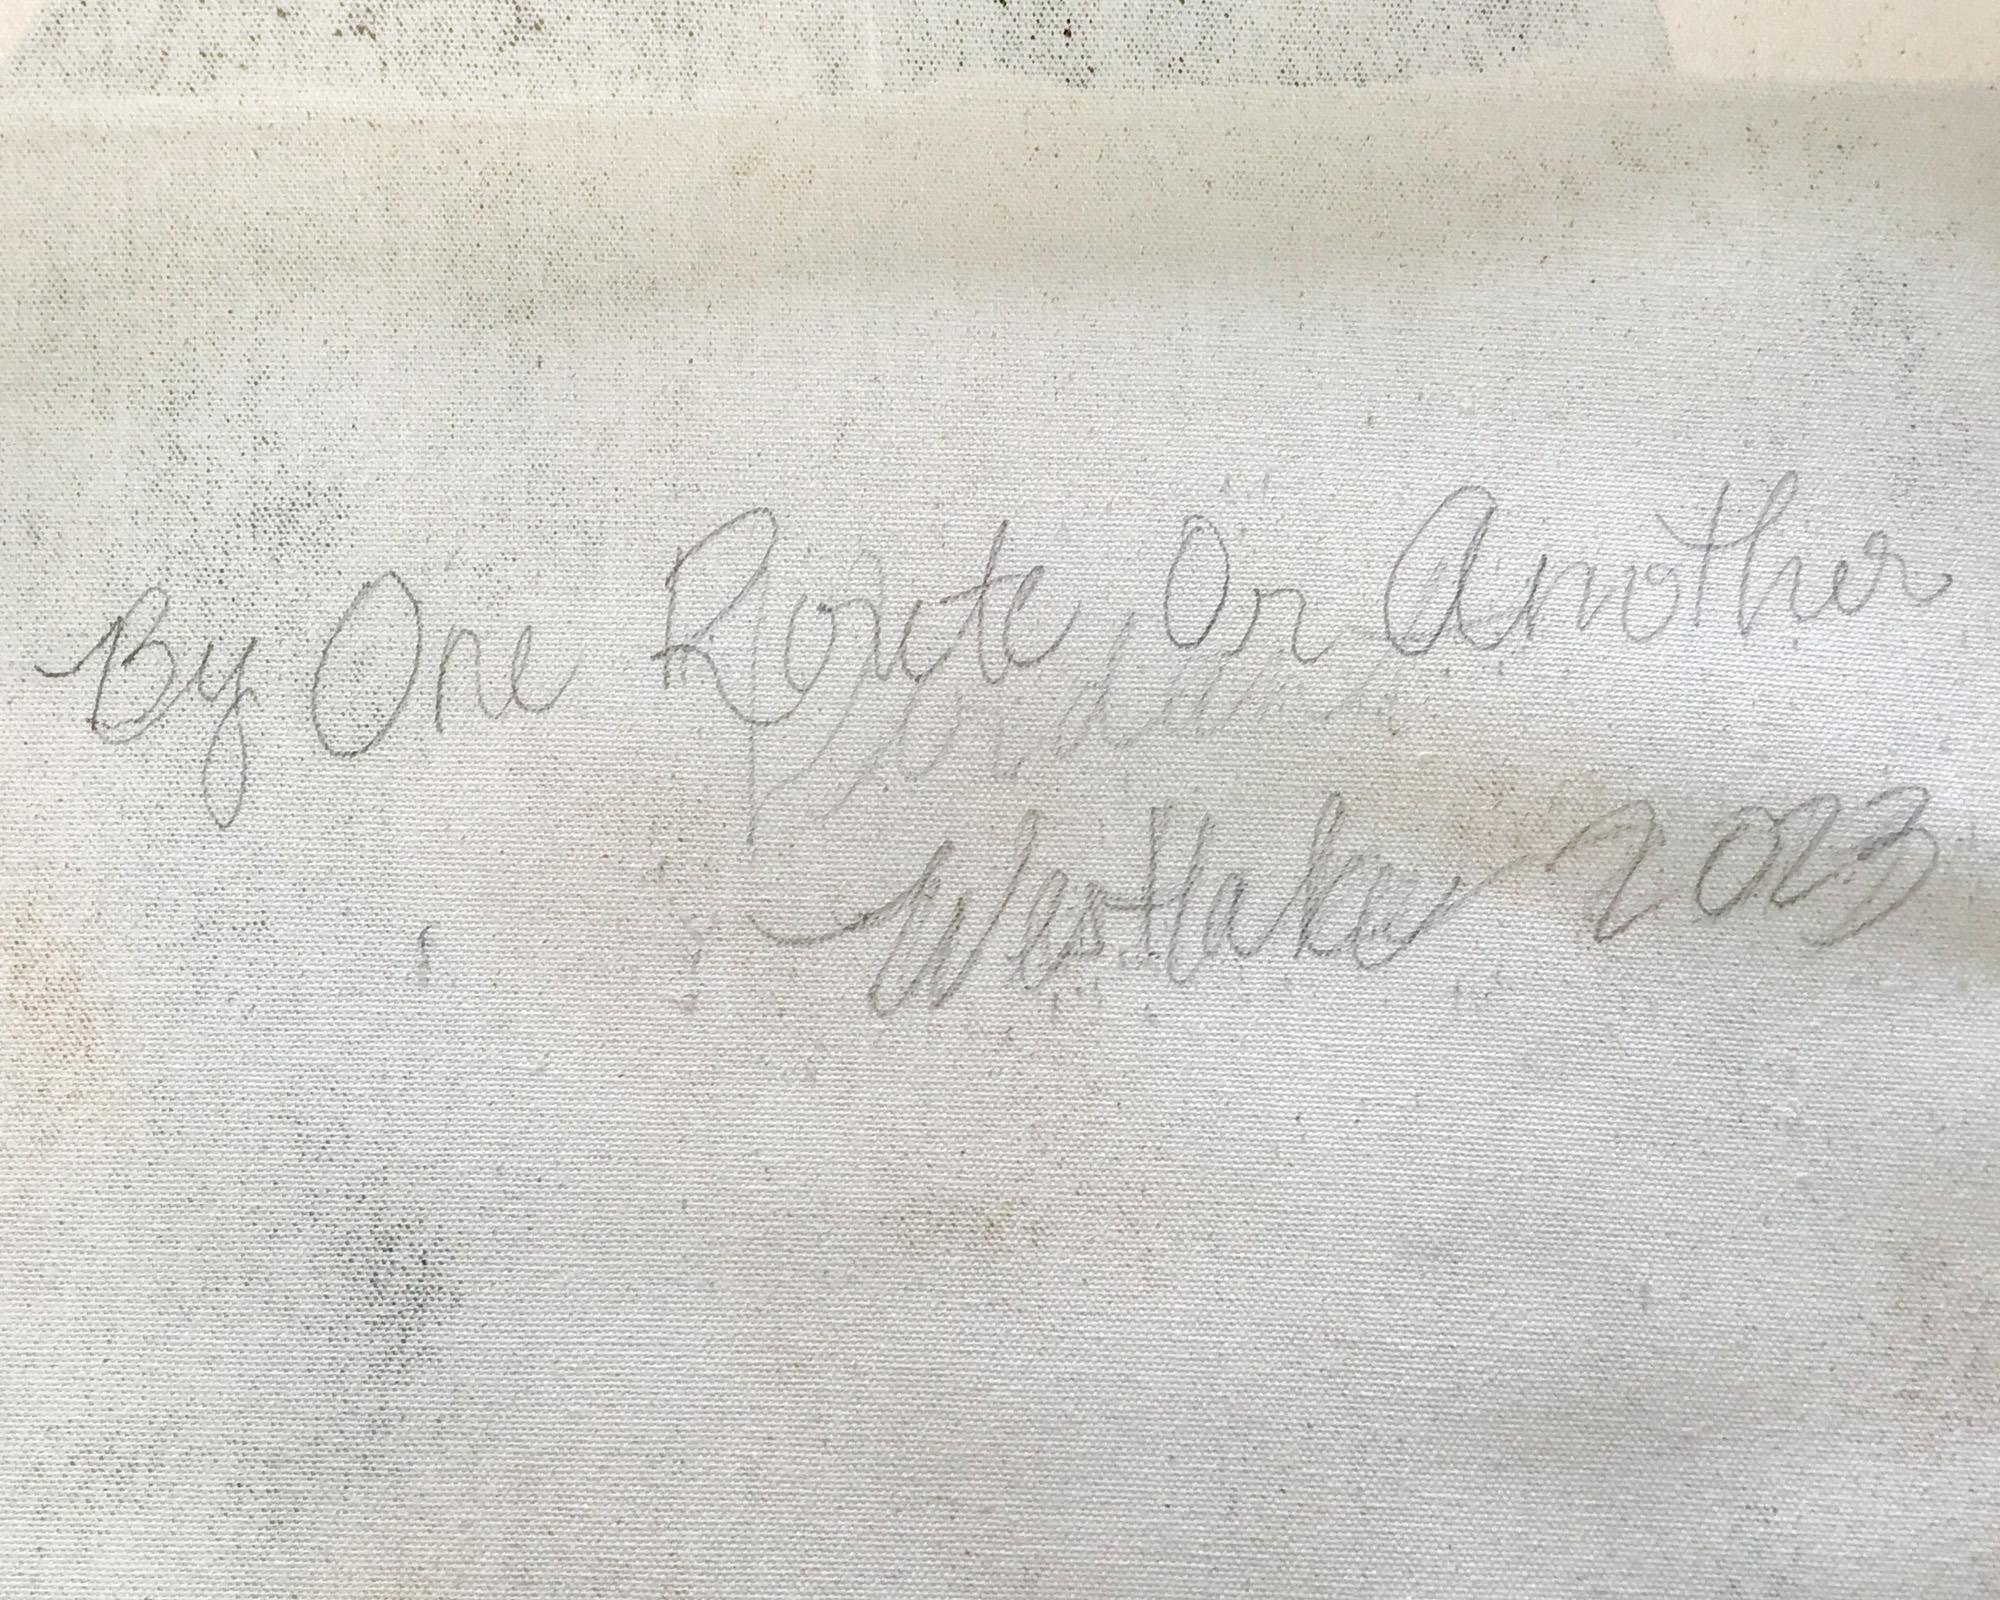 By One Route Or Another
Westlake 2023